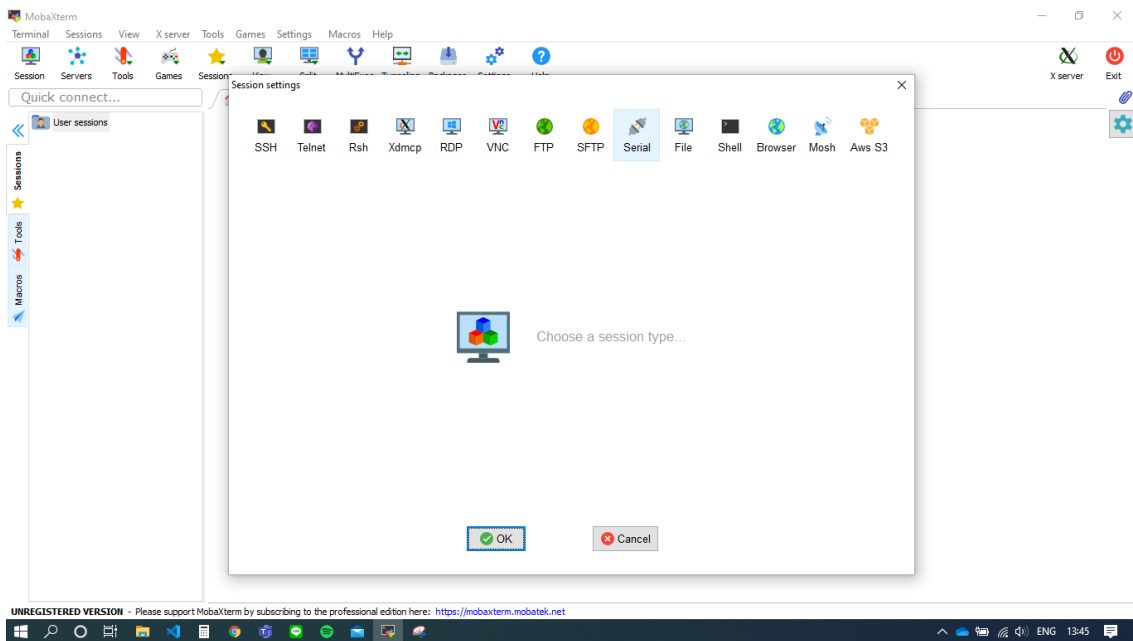 MobaXterm
Terminal Sessions View X server Tools Games Settings Macros Help
Session Servers Tools Games X server Exit
Quick connect...
Session settings
User sessions
SSH Telnet Rsh Xdmcp RDP VNC FTP SFTP Serial File Shell Browser Mosh Aws S3
Sessions
Tools
Macros
Choose a session type...
OK Cancel
UNREGISTERED VERSION - Please support MobaXterm by subscribing to the professional edition here: https://mobaxterm.mobatek.net
ENG 13:45